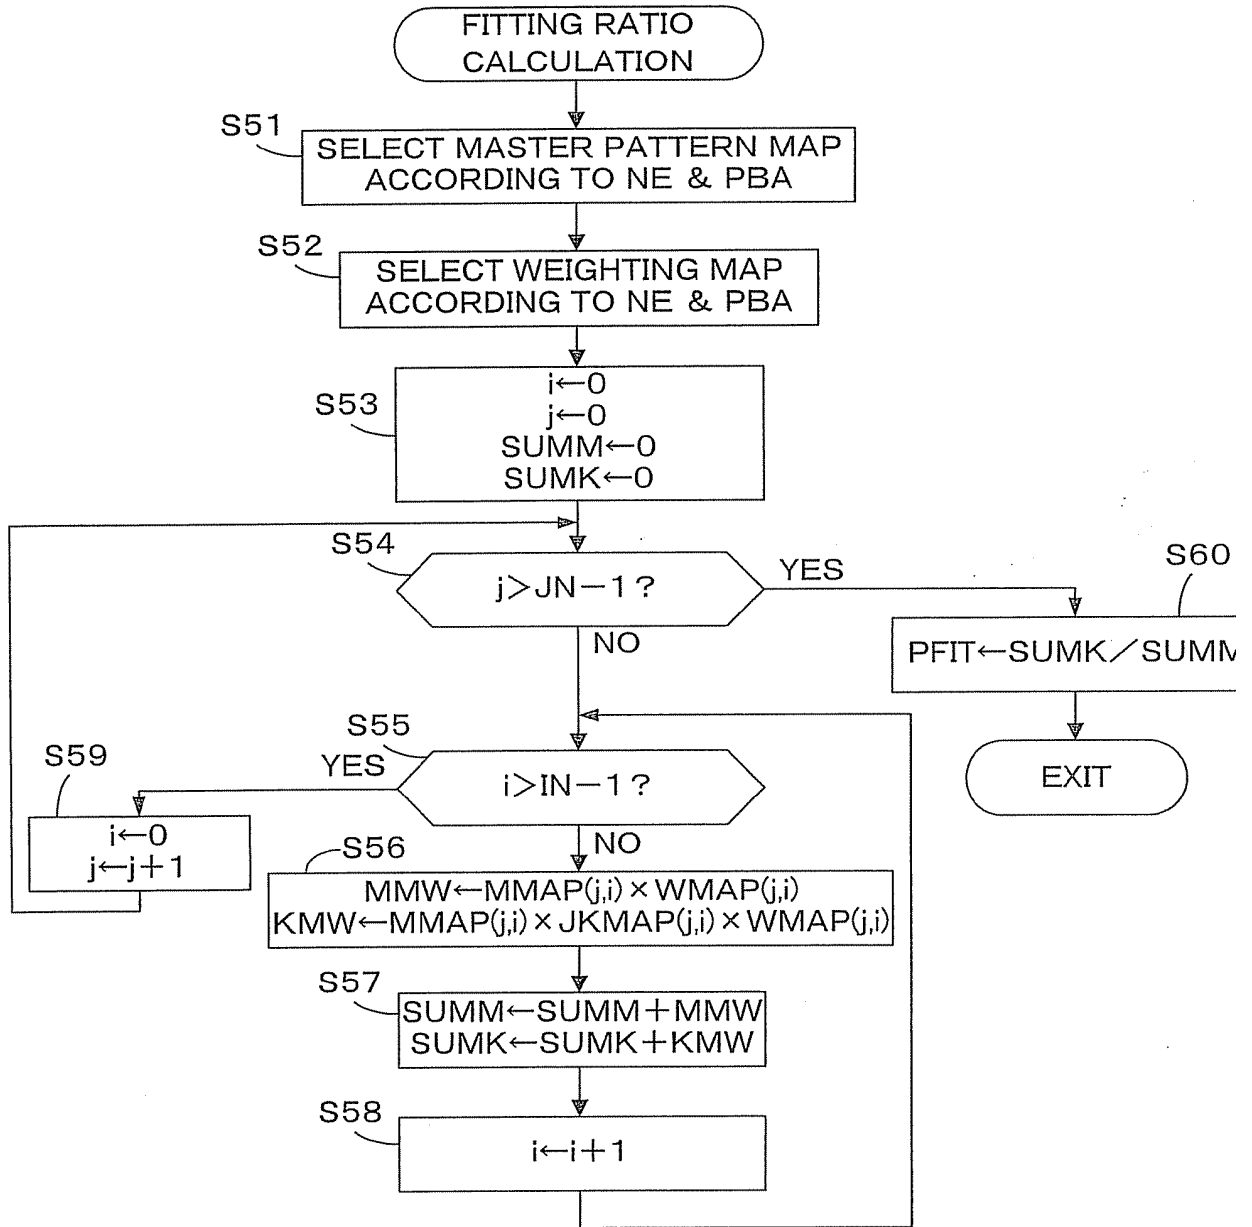 FITTING RATIO
CALCULATION
S51
SELECT MASTER PATTERN MAP
ACCORDING TO NE & PBA
S52
SELECT WEIGHTING MAP
ACCORDING TO NE & PBA
S53
i←0
j←0
SUMM←0
SUMK←0
S54
j>JN−1?
YES
NO
S60
PFIT←SUMK／SUMM
EXIT
S55
i>IN−1?
YES
NO
S59
i←0
j←j+1
S56
MMW←MMAP(j,i)×WMAP(j,i)
KMW←MMAP(j,i)×JKMAP(j,i)×WMAP(j,i)
S57
SUMM←SUMM+MMW
SUMK←SUMK+KMW
S58
i←i+1